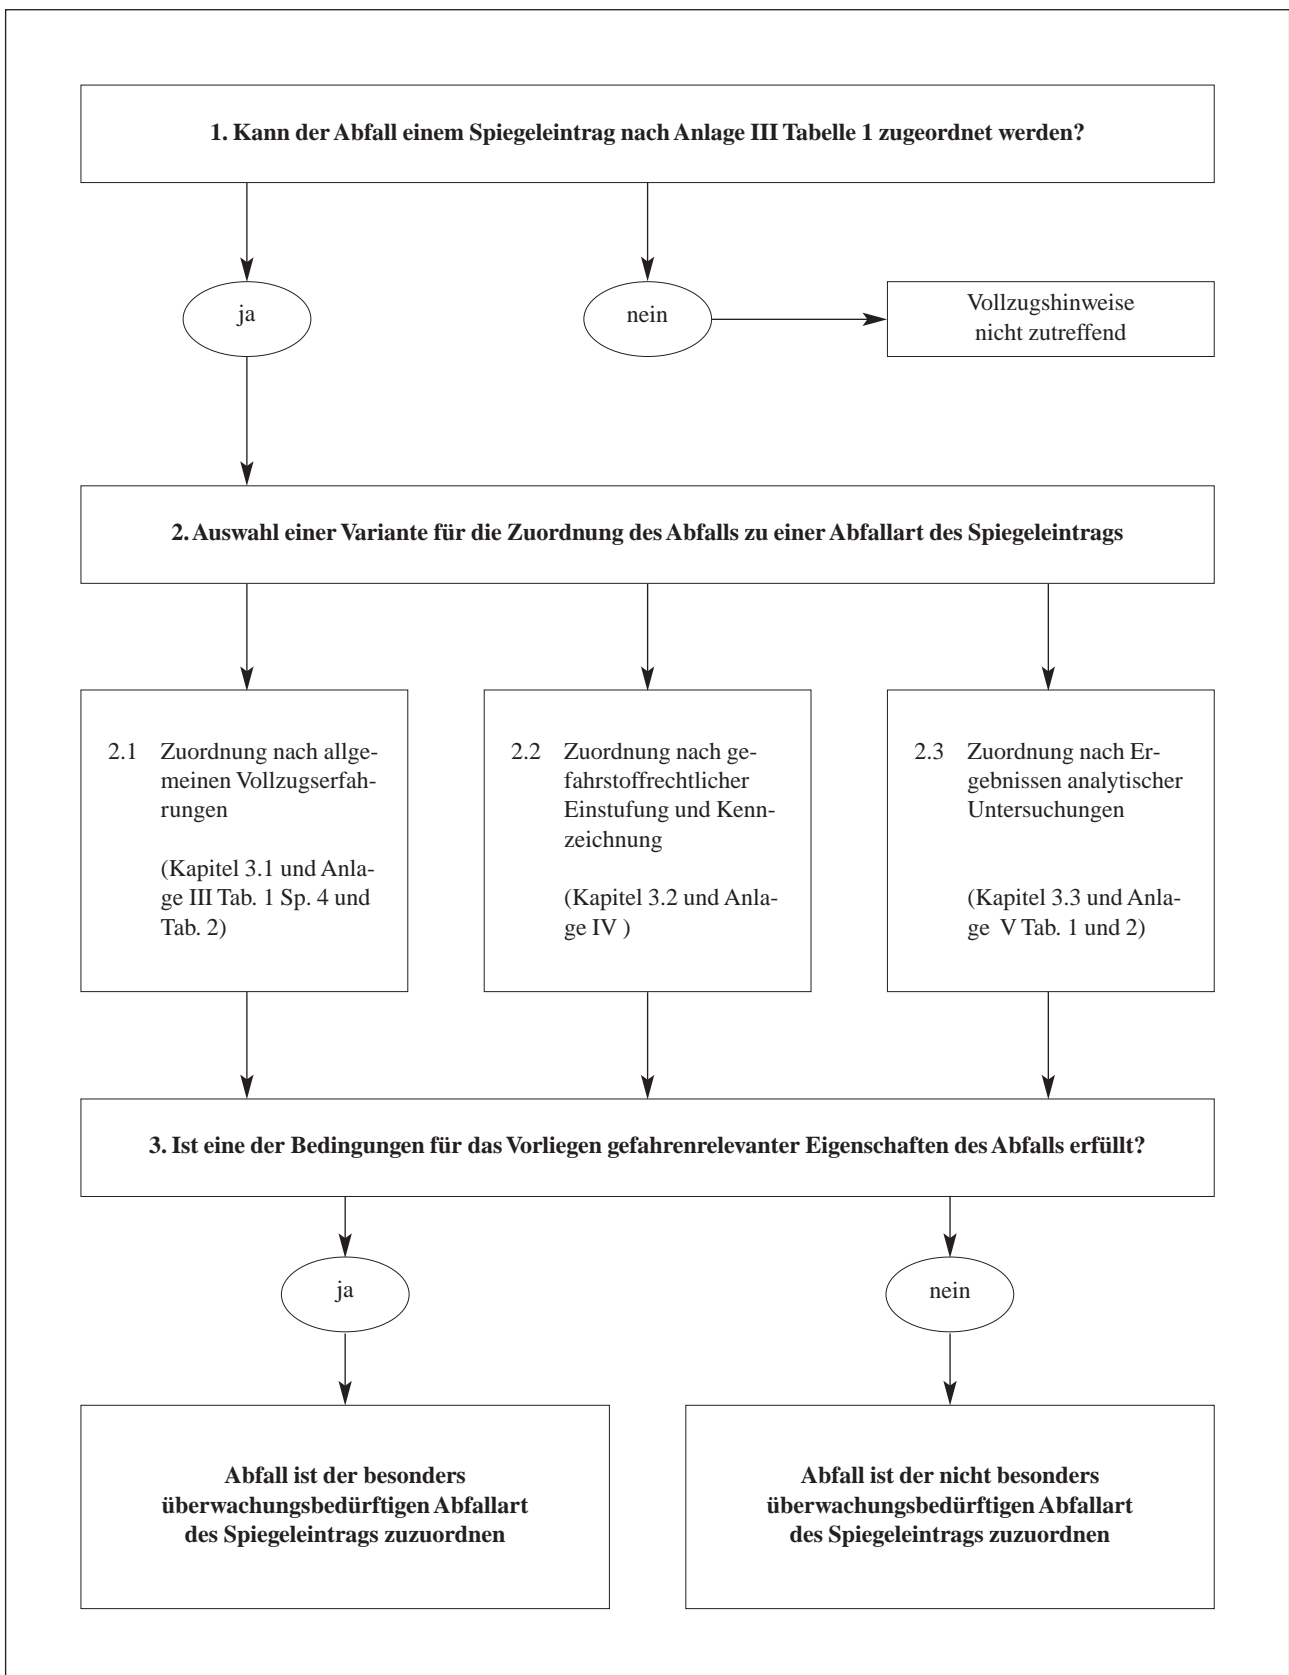 1. Kann der Abfall einem Spiegeleintrag nach Anlage III Tabelle 1 zugeordnet werden?
ja
nein
Vollzugshinweise
nicht zutreffend
2. Auswahl einer Variante für die Zuordnung des Abfalls zu einer Abfallart des Spiegeleintrags
2.1 Zuordnung nach allge-
meinen Vollzugserfah-
rungen
(Kapitel 3.1 und Anla-
ge III Tab. 1 Sp. 4 und
Tab. 2)
2.2 Zuordnung nach ge-
fahrstoffrechtlicher
Einstufung und Kenn-
zeichnung
(Kapitel 3.2 und Anla-
ge IV )
2.3 Zuordnung nach Er-
gebnissen analytischer
Untersuchungen
(Kapitel 3.3 und Anla-
ge V Tab. 1 und 2)
3. Ist eine der Bedingungen für das Vorliegen gefahrenrelevanter Eigenschaften des Abfalls erfüllt?
ja
nein
Abfall ist der besonders
überwachungsbedürftigen Abfallart
des Spiegeleintrags zuzuordnen
Abfall ist der nicht besonders
überwachungsbedürftigen Abfallart
des Spiegeleintrags zuzuordnen